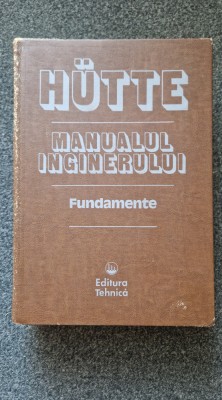 HÜTTE
MANUALUL
INGINERULUI
Fundamente
Editura
Tehnică